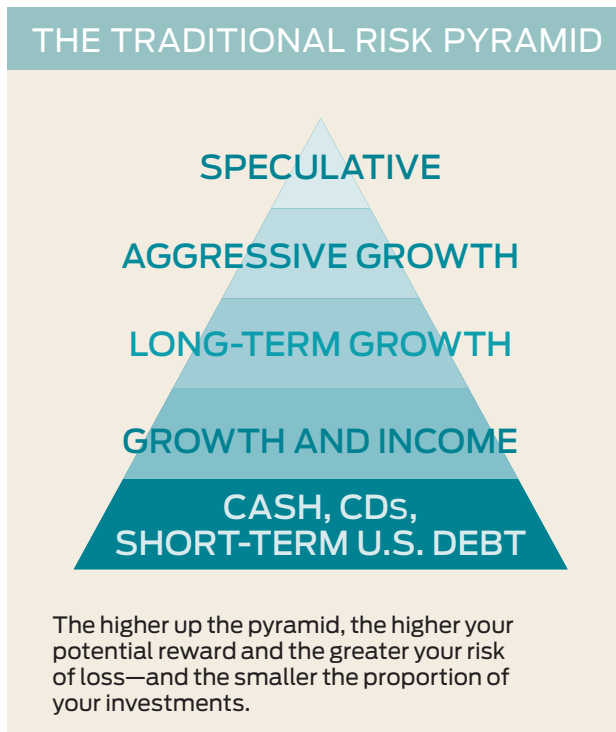 THE TRADITIONAL RISK PYRAMID
SPECULATIVE
AGGRESSIVE GROWTH
LONG-TERM GROWTH
GROWTH AND INCOME
CASH, CDs,
SHORT-TERM U.S. DEBT
The higher up the pyramid, the higher your
potential reward and the greater your risk
of loss—and the smaller the proportion of
your investments.